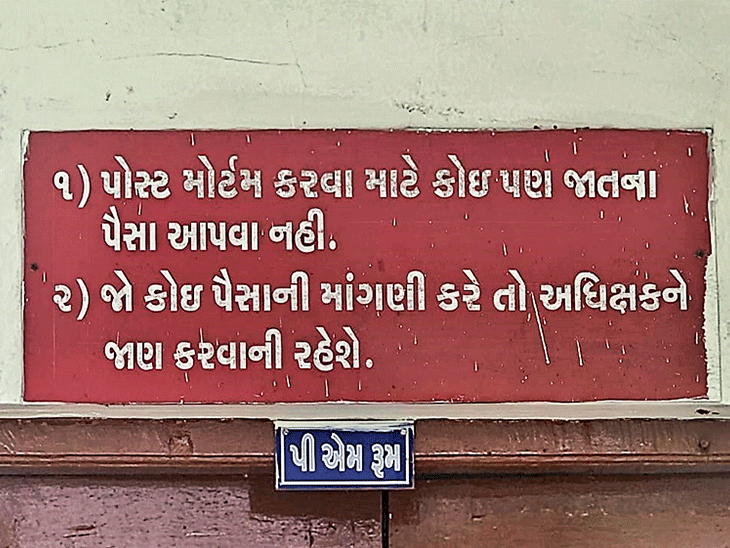 ૧) પોસ્ટ મોર્ટમ કરવા માટે કોઇ પણ જાતના
પૈસા આપવા નહી.
૨) જો કોઇ પૈસાની માંગણી કરે તો અધિક્ષકને
જાણ કરવાની રહેશે.
પી એમ રૂમ